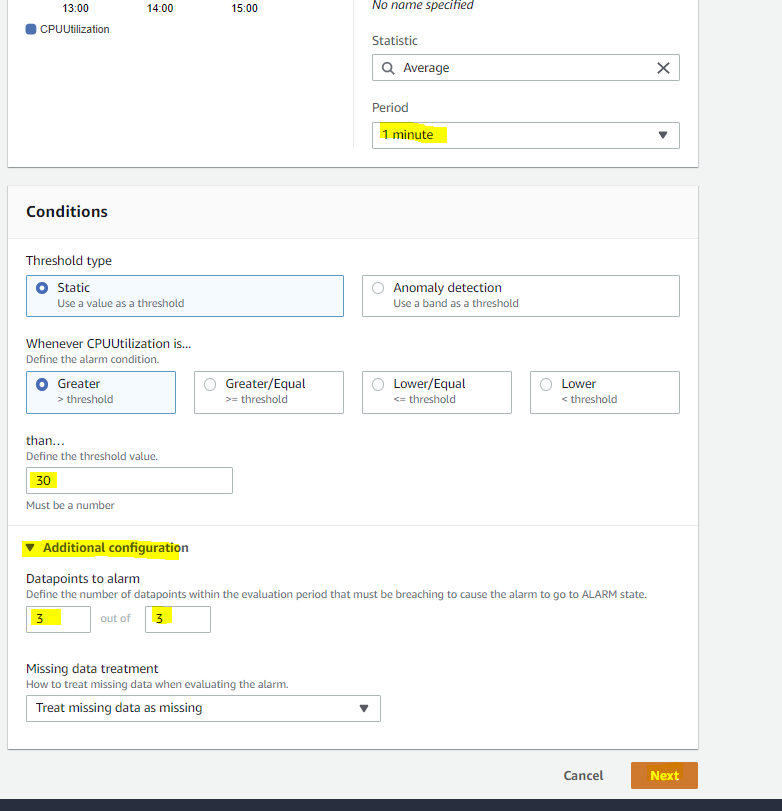 No name specified
13:00 14:00 15:00
CPUUtilization
Statistic
Average
Period
1 minute
Conditions
Threshold type
Static
Use a value as a threshold
Anomaly detection
Use a band as a threshold
Whenever CPUUtilization is...
Define the alarm condition.
Greater
> threshold
Greater/Equal
>= threshold
Lower/Equal
<= threshold
Lower
< threshold
than...
Define the threshold value.
30
Must be a number
Additional configuration
Datapoints to alarm
Define the number of datapoints within the evaluation period that must be breaching to cause the alarm to go to ALARM state.
3 out of 3
Missing data treatment
How to treat missing data when evaluating the alarm.
Treat missing data as missing
Cancel Next